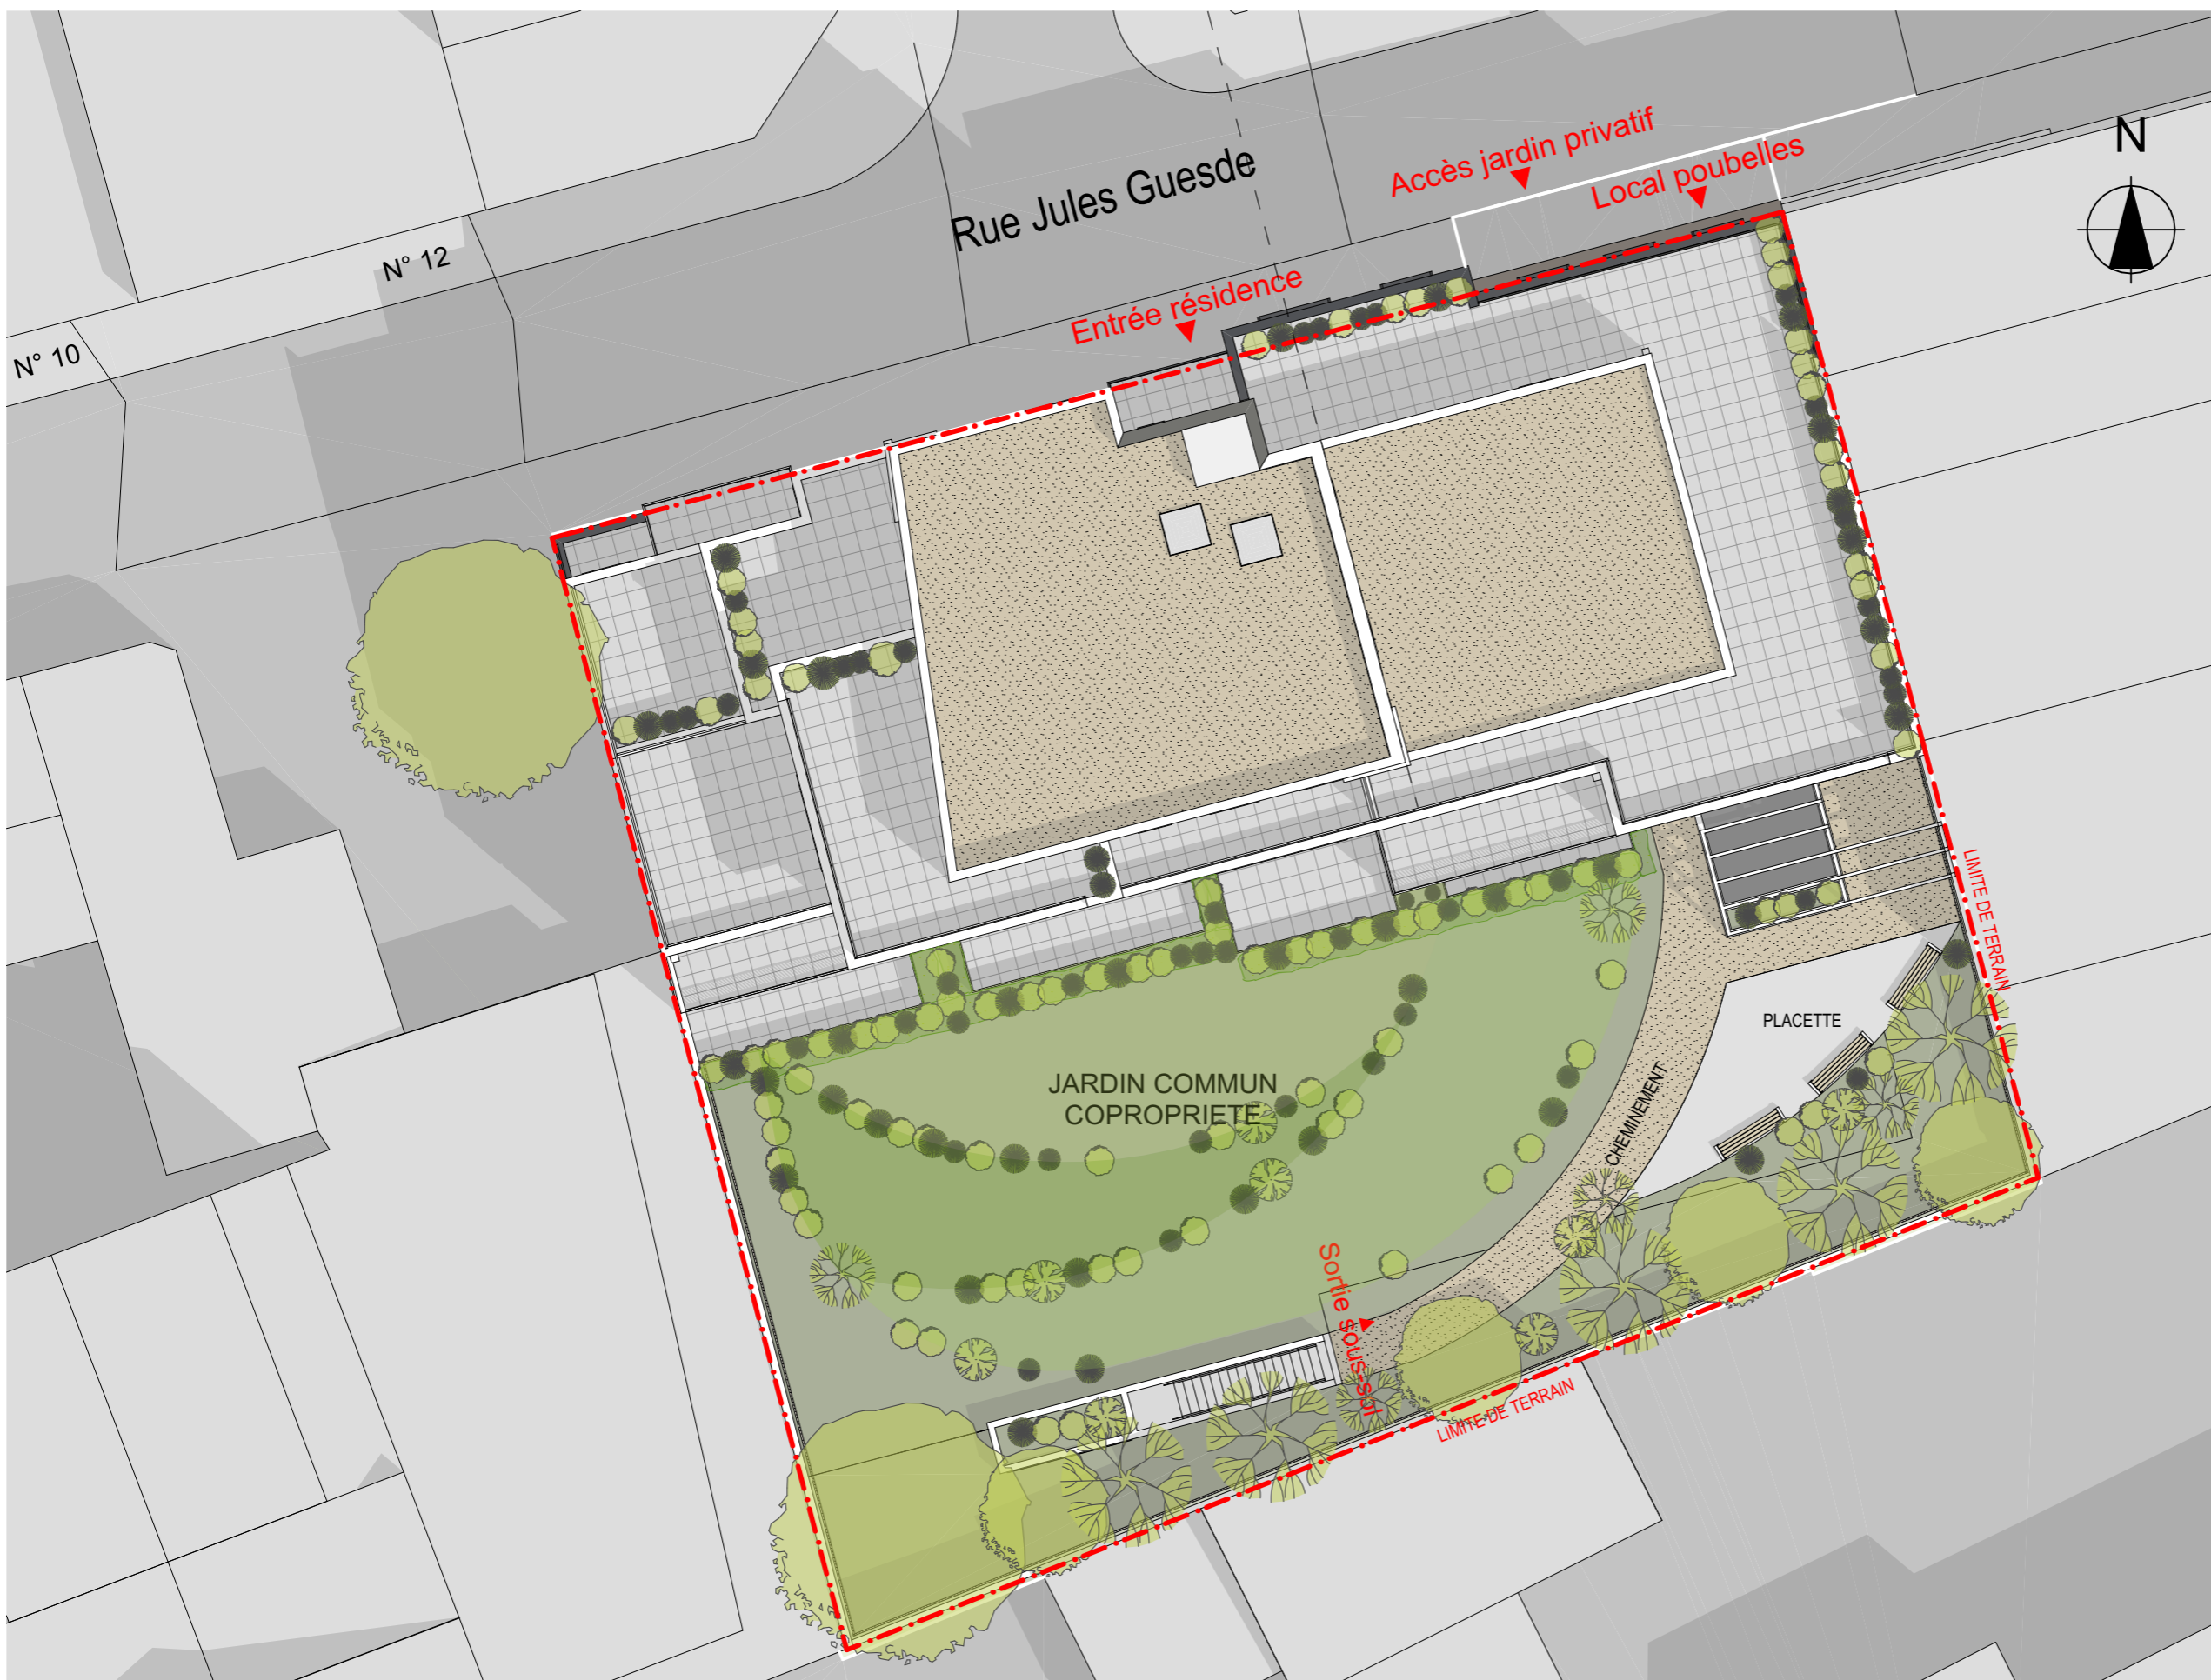 Accès jardin privatif
N
Local poubelles
Rue Jules Guesde
N° 12
Entrée résidence
N° 10
LIMITE DE TERRAIN
PLACETTE
JARDIN COMMUN
COPROPRIETE
CHEMINEMENT
Sortie sous-sol
LIMITE DE TERRAIN